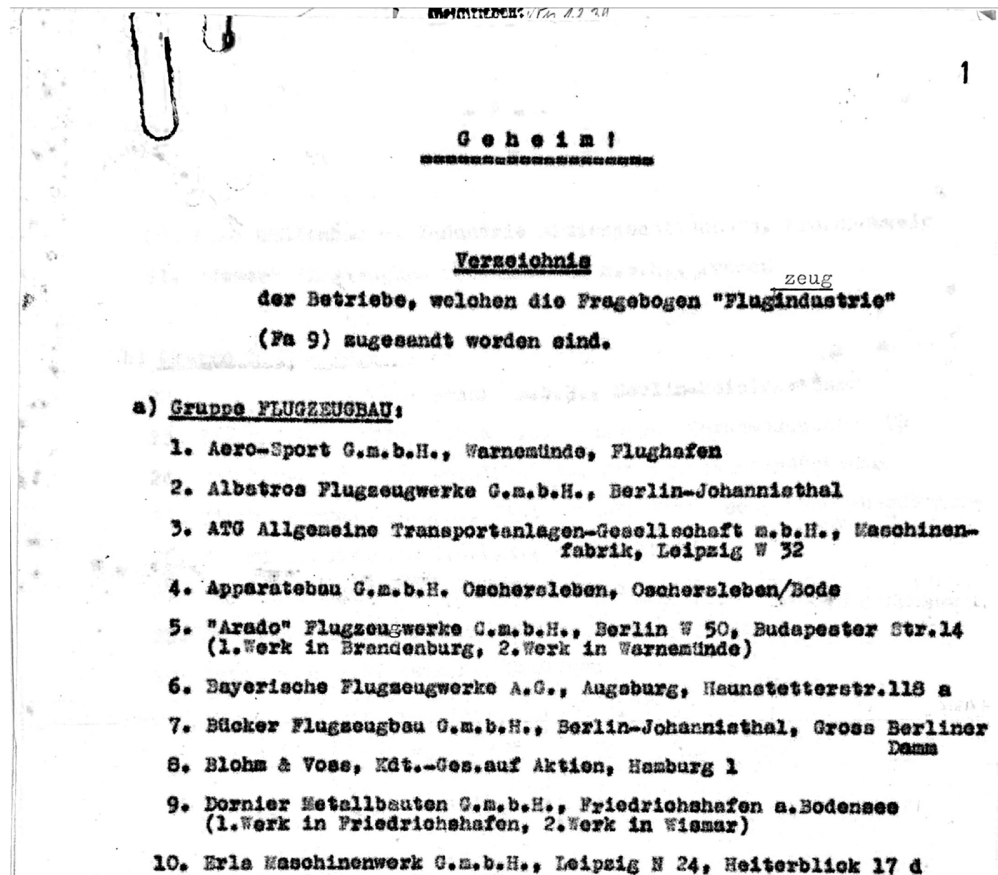 1
Geheim!
Verzeichnis
zeug
der Betriebe, welchen die Fragebogen "Flugindustrie"
(Fa 9) zugesandt worden sind.
a) Gruppe FLUGZEUGBAU:
1. Aero-Sport G.m.b.H., Warnemünde, Flughafen
2. Albatros Flugzeugwerke G.m.b.H., Berlin-Johannisthal
3. ATG Allgemeine Transportanlagen-Gesellschaft m.b.H., Maschinen-
fabrik, Leipzig W 32
4. Apparatebau G.m.b.H. Oschersleben, Oschersleben/Bode
5. "Arado" Flugzeugwerke G.m.b.H., Berlin W 50, Budapester Str.14
(1.Werk in Brandenburg, 2.Werk in Warnemünde)
6. Bayerische Flugzeugwerke A.G., Augsburg, Haunstetterstr.118 a
7. Bücker Flugzeugbau G.m.b.H., Berlin-Johannisthal, Gross Berliner
Damm
8. Blohm & Voss, Kdt.-Ges.auf Aktien, Hamburg 1
9. Dornier Metallbauten G.m.b.H., Friedrichshafen a.Bodensee
(1.Werk in Friedrichshafen, 2.Werk in Wismar)
10. Erla Maschinenwerk G.m.b.H., Leipzig N 24, Heiterblick 17 d